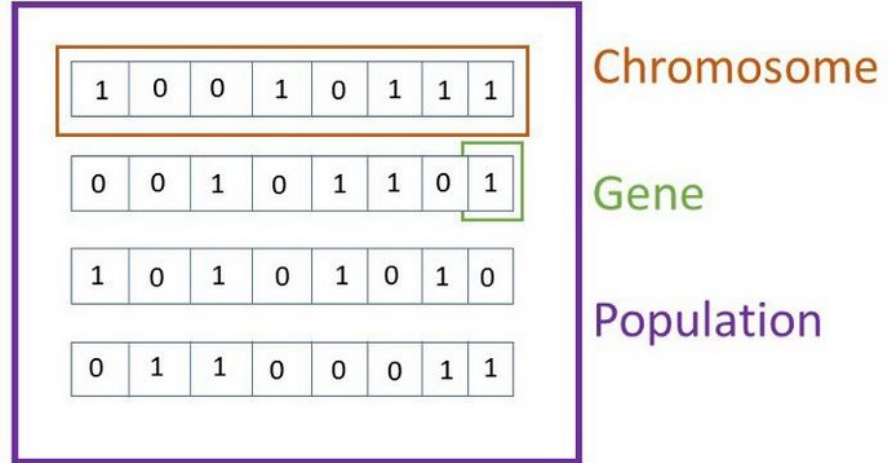 1 0 0 1 0 1 1 1
Chromosome
0 0 1 0 1 1 0 1
Gene
1 0 1 0 1 0 1 0
Population
0 1 1 0 0 0 1 1